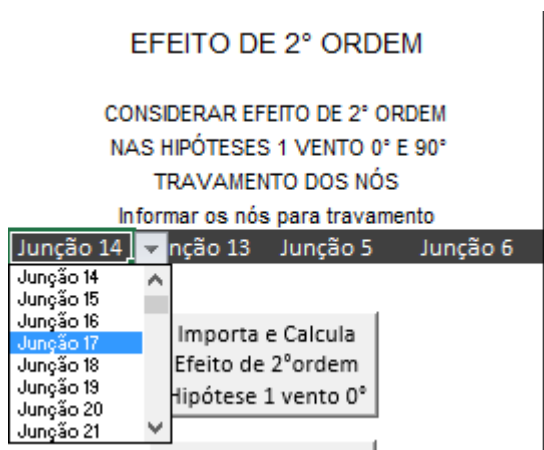 EFEITO DE 2° ORDEM
CONSIDERAR EFEITO DE 2° ORDEM
NAS HIPÓTESES 1 VENTO 0° E 90°
TRAVAMENTO DOS NÓS
Informar os nós para travamento
Junção 14 nção 13 Junção 5 Junção 6
Junção 14
Junção 15
Junção 16
Junção 17
Junção 18
Junção 19
Junção 20
Junção 21
Importa e Calcula
Efeito de 2ºordem
Hipótese 1 vento 0°